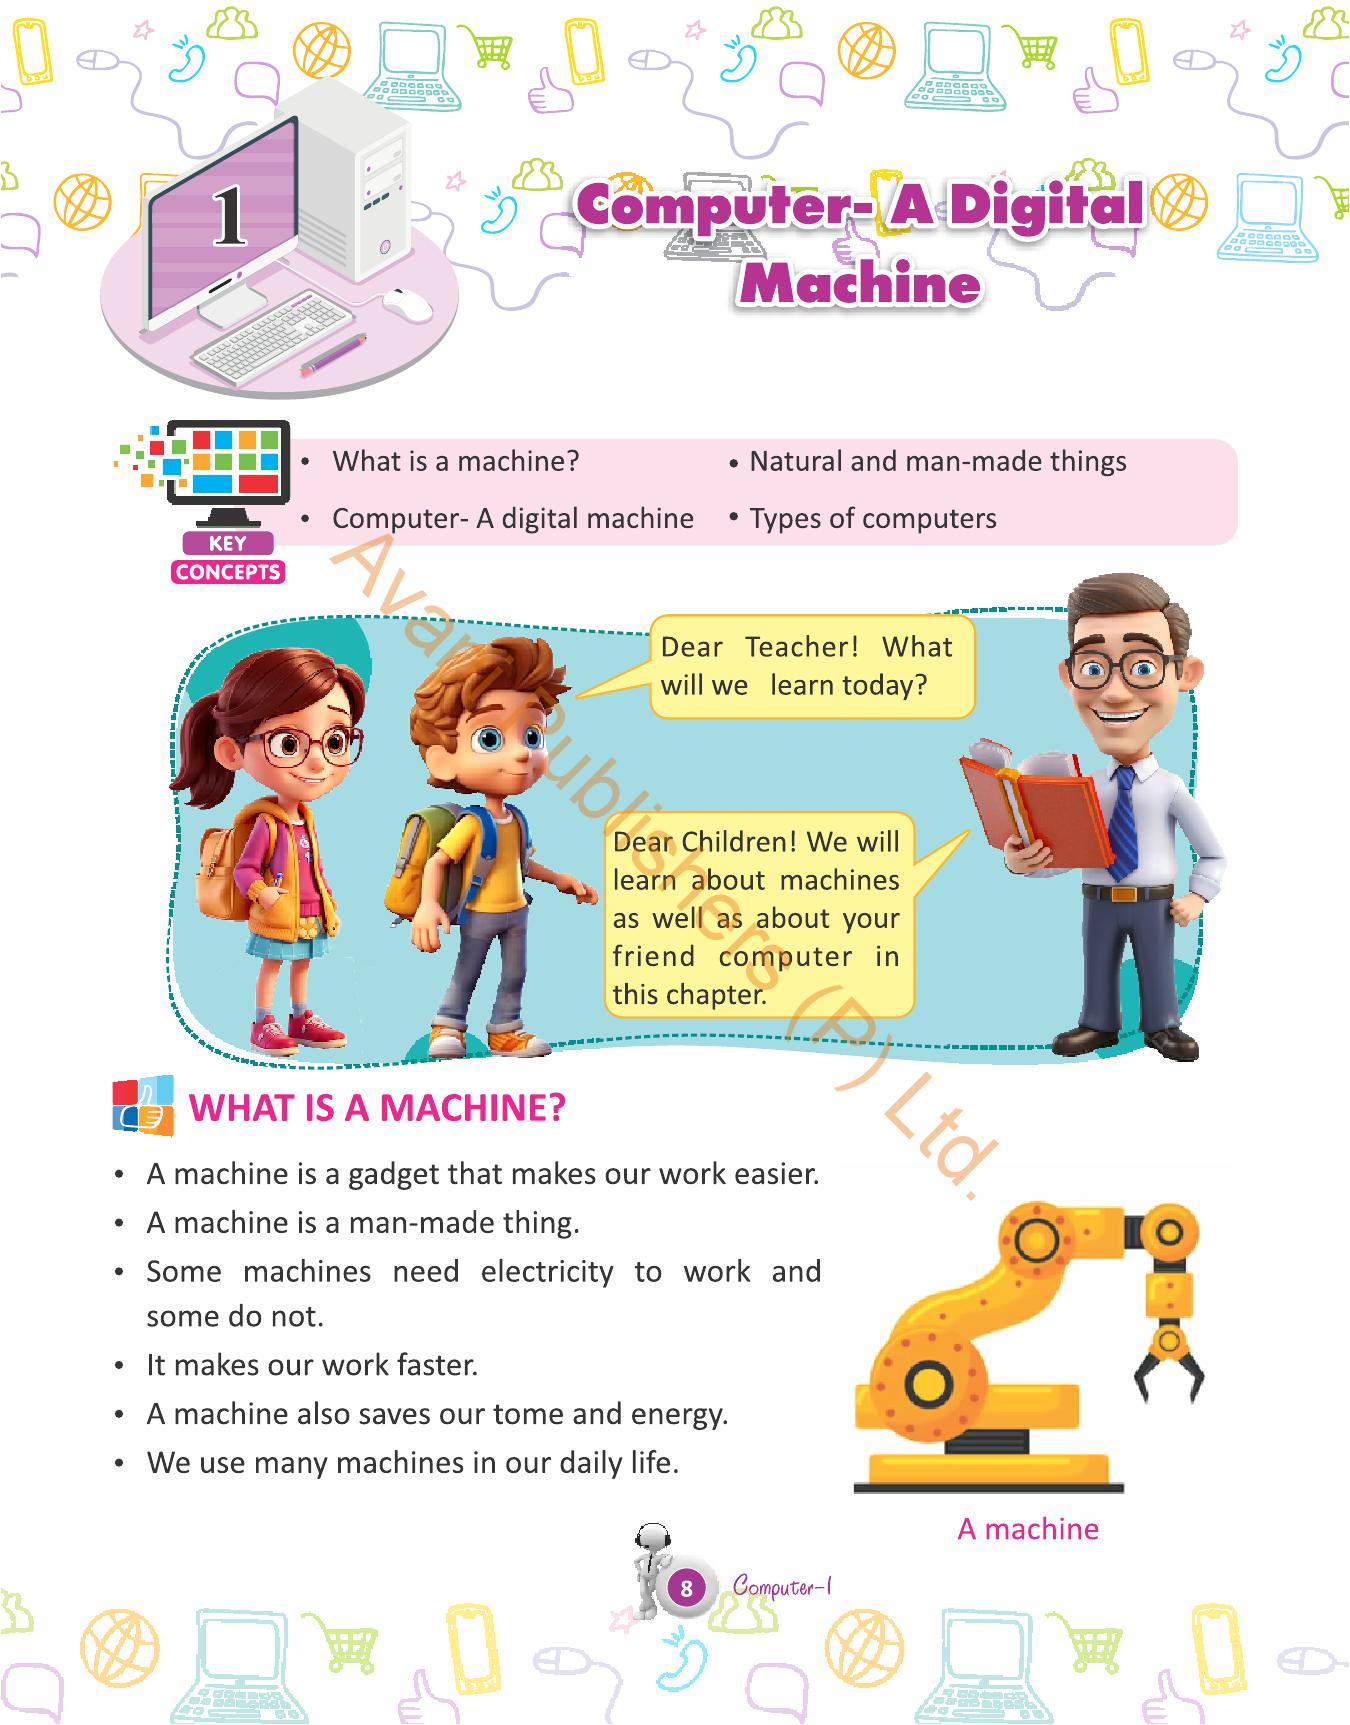 1
Computer- A Digital
Machine
• What is a machine?
• Natural and man-made things
• Computer- A digital machine
• Types of computers
KEY
CONCEPTS
Dear Teacher! What
will we learn today?
Dear Children! We will
learn about machines
as well as about your
friend computer in
this chapter.
WHAT IS A MACHINE?
• A machine is a gadget that makes our work easier.
• A machine is a man-made thing.
• Some machines need electricity to work and
some do not.
• It makes our work faster.
• A machine also saves our tome and energy.
• We use many machines in our daily life.
A machine
8
Computer-1
Avani Publishers (P) Ltd.